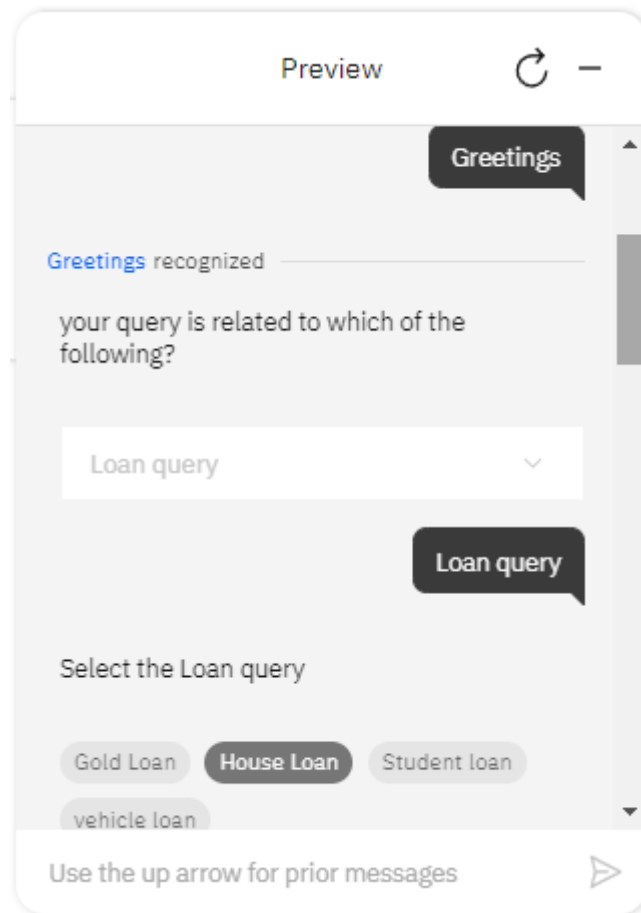 Preview
Greetings
Greetings recognized
your query is related to which of the
following?
Loan query
Loan query
Select the Loan query
Gold Loan House Loan Student loan
vehicle loan
Use the up arrow for prior messages